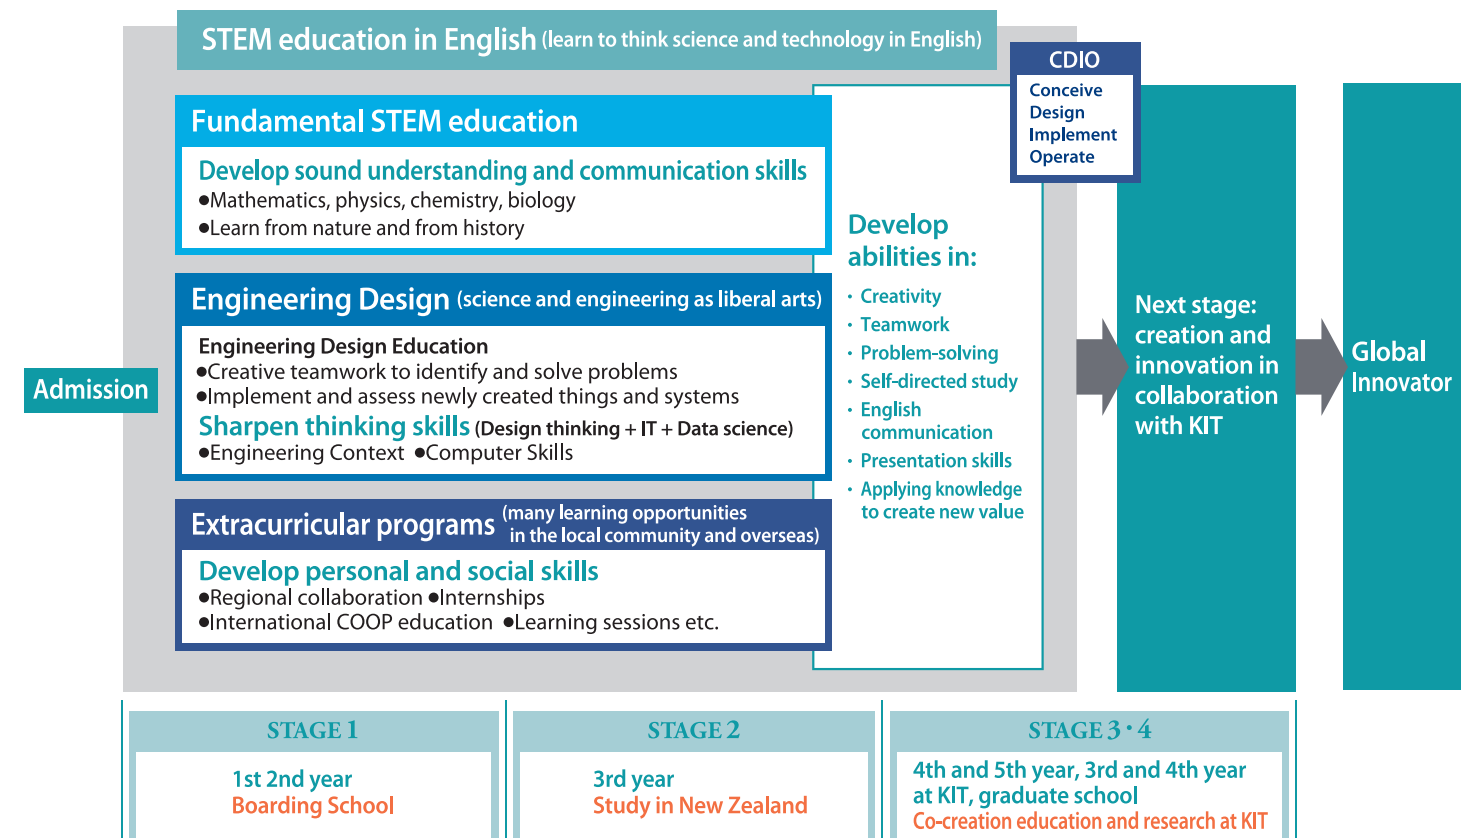 STEM education in English (learn to think science and technology in English)
CDIO
Conceive
Design
Implement
Operate
Fundamental STEM education
Develop sound understanding and communication skills
●Mathematics, physics, chemistry, biology
●Learn from nature and from history
Engineering Design (science and engineering as liberal arts)
Engineering Design Education
●Creative teamwork to identify and solve problems
●Implement and assess newly created things and systems
Sharpen thinking skills (Design thinking + IT + Data science)
●Engineering Context ●Computer Skills
Extracurricular programs (many learning opportunities
in the local community and overseas)
Develop personal and social skills
●Regional collaboration ●Internships
●International COOP education ●Learning sessions etc.
Admission
Develop
abilities in:
・Creativity
・Teamwork
・Problem-solving
・Self-directed study
・English
communication
・Presentation skills
・Applying knowledge
to create new value
Next stage:
creation and
innovation in
collaboration
with KIT
Global
Innovator
STAGE 1
1st 2nd year
Boarding School
STAGE 2
3rd year
Study in New Zealand
STAGE 3・4
4th and 5th year, 3rd and 4th year
at KIT, graduate school
Co-creation education and research at KIT